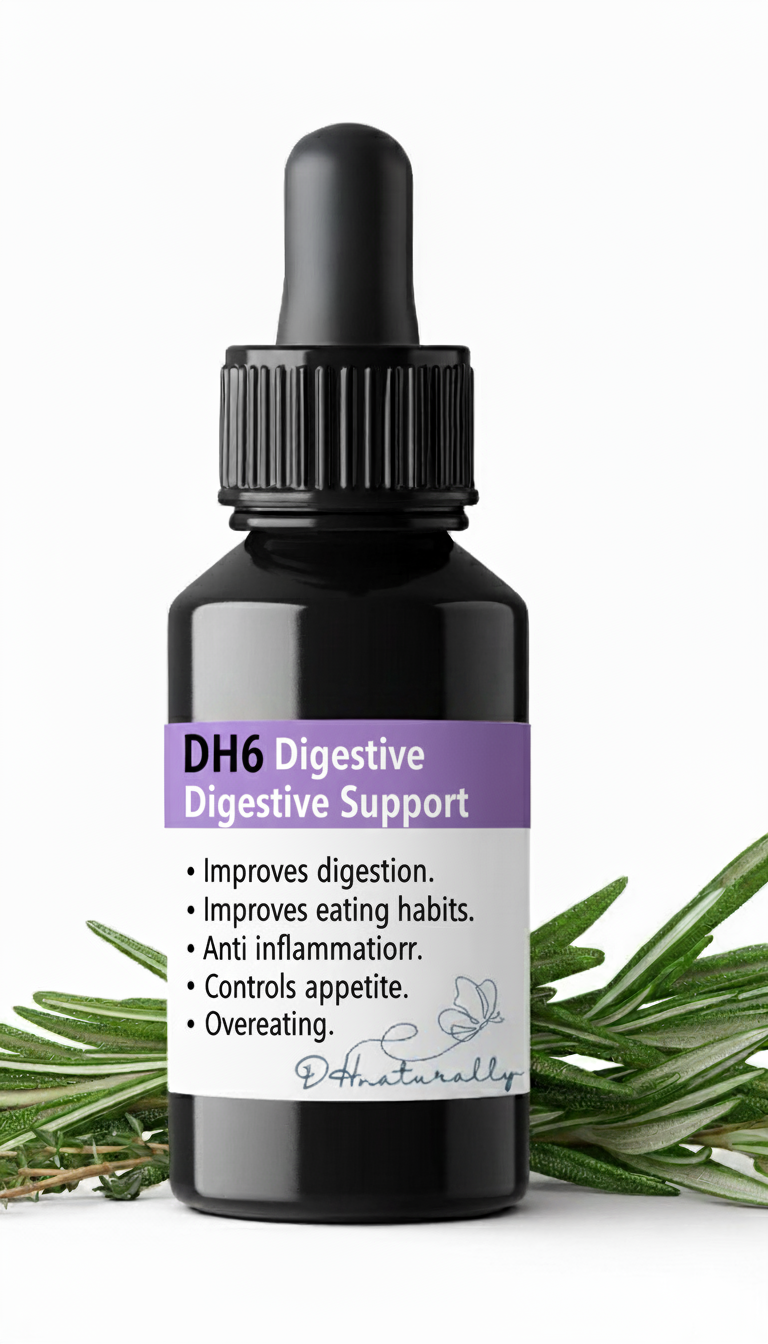 DH6 Digestive
Digestive Support
• Improves digestion.
• Improves eating habits.
• Anti inflammatiorr.
• Controls appetite.
• Overeating.
DHnaturally